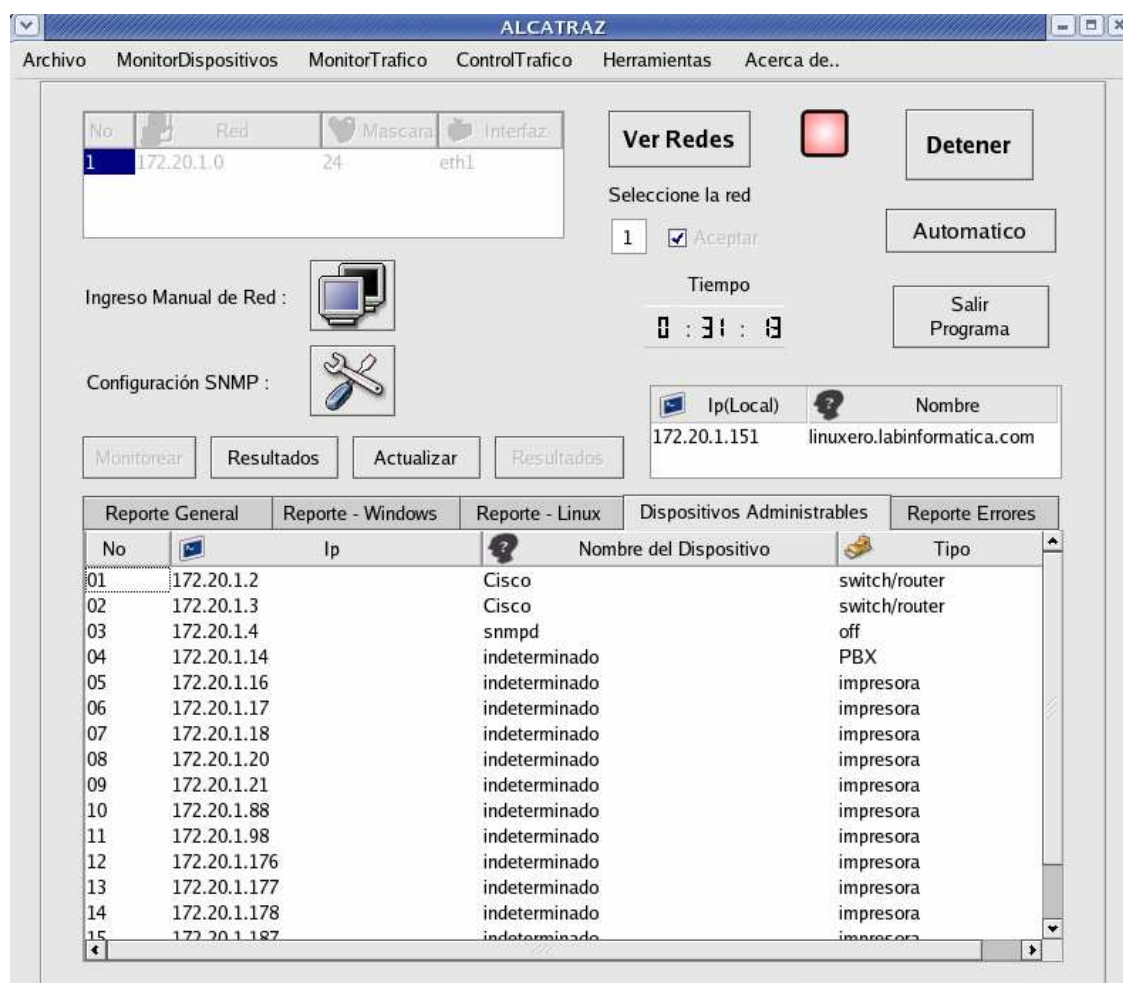 ALCATRAZ
Archivo MonitorDispositivos MonitorTrafico ControlTrafico Herramientas Acerca de..
No Red Mascara Interfaz
1 172.20.1.0 24 eth1
Ver Redes
Detener
Seleccione la red
1 Aceptar
Automatico
Ingreso Manual de Red :
Tiempo
0 : 31 : 13
Salir
Programa
Configuración SNMP :
Ip(Local) Nombre
172.20.1.151 linuxero.labinformatica.com
Monitorear Resultados Actualizar Resultados
Reporte General Reporte - Windows Reporte - Linux Dispositivos Administrables Reporte Errores
No Ip Nombre del Dispositivo Tipo
01 172.20.1.2 Cisco switch/router
02 172.20.1.3 Cisco switch/router
03 172.20.1.4 snmpd off
04 172.20.1.14 indeterminado PBX
05 172.20.1.16 indeterminado impresora
06 172.20.1.17 indeterminado impresora
07 172.20.1.18 indeterminado impresora
08 172.20.1.20 indeterminado impresora
09 172.20.1.21 indeterminado impresora
10 172.20.1.88 indeterminado impresora
11 172.20.1.98 indeterminado impresora
12 172.20.1.176 indeterminado impresora
13 172.20.1.177 indeterminado impresora
14 172.20.1.178 indeterminado impresora
15 172.20.1.187 indeterminado impresora